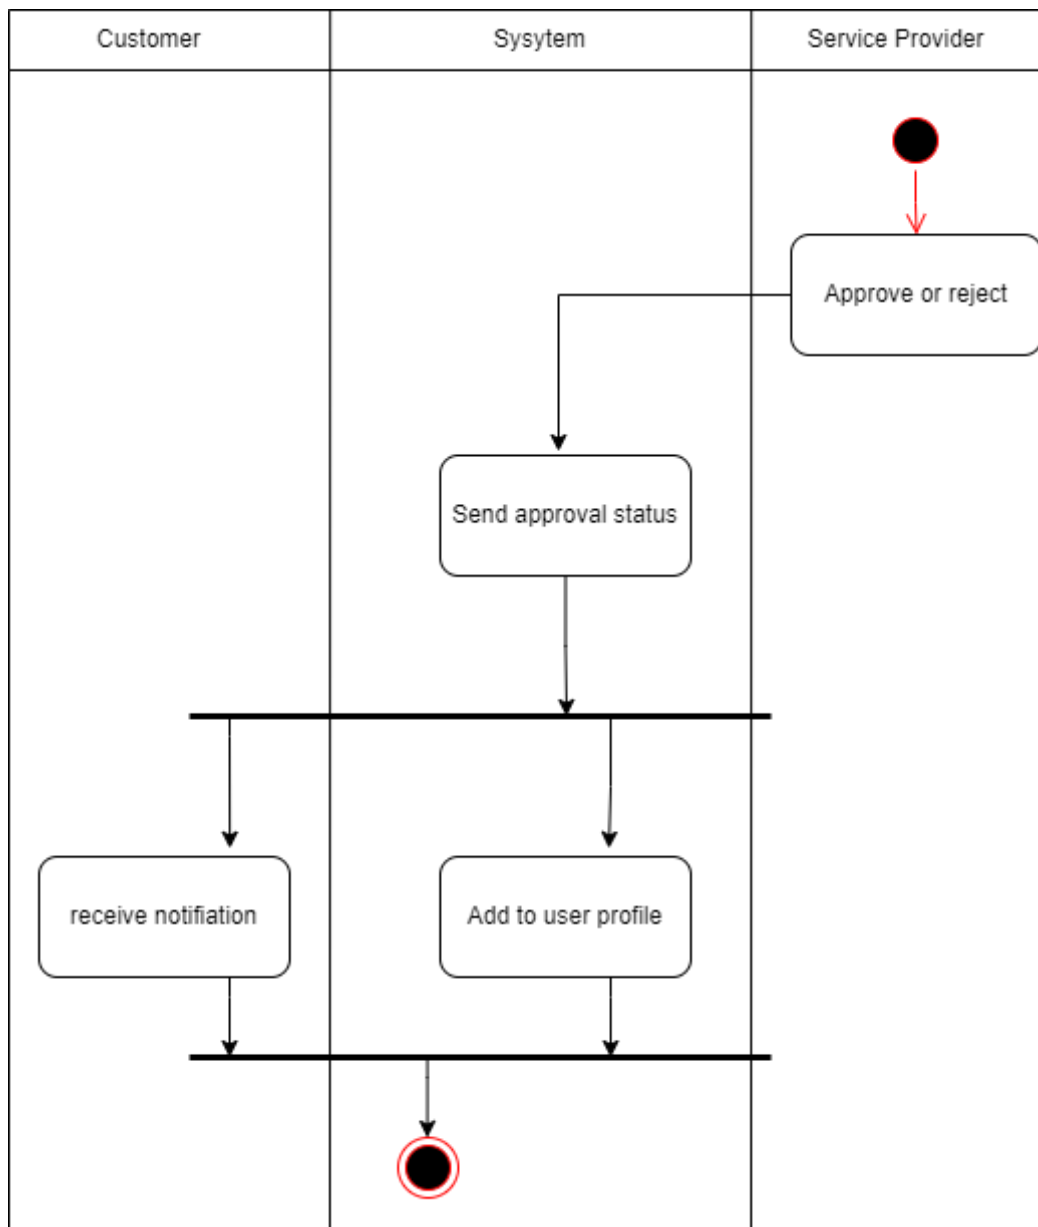 Customer
Sysytem
Service Provider
Approve or reject
Send approval status
receive notifiation
Add to user profile